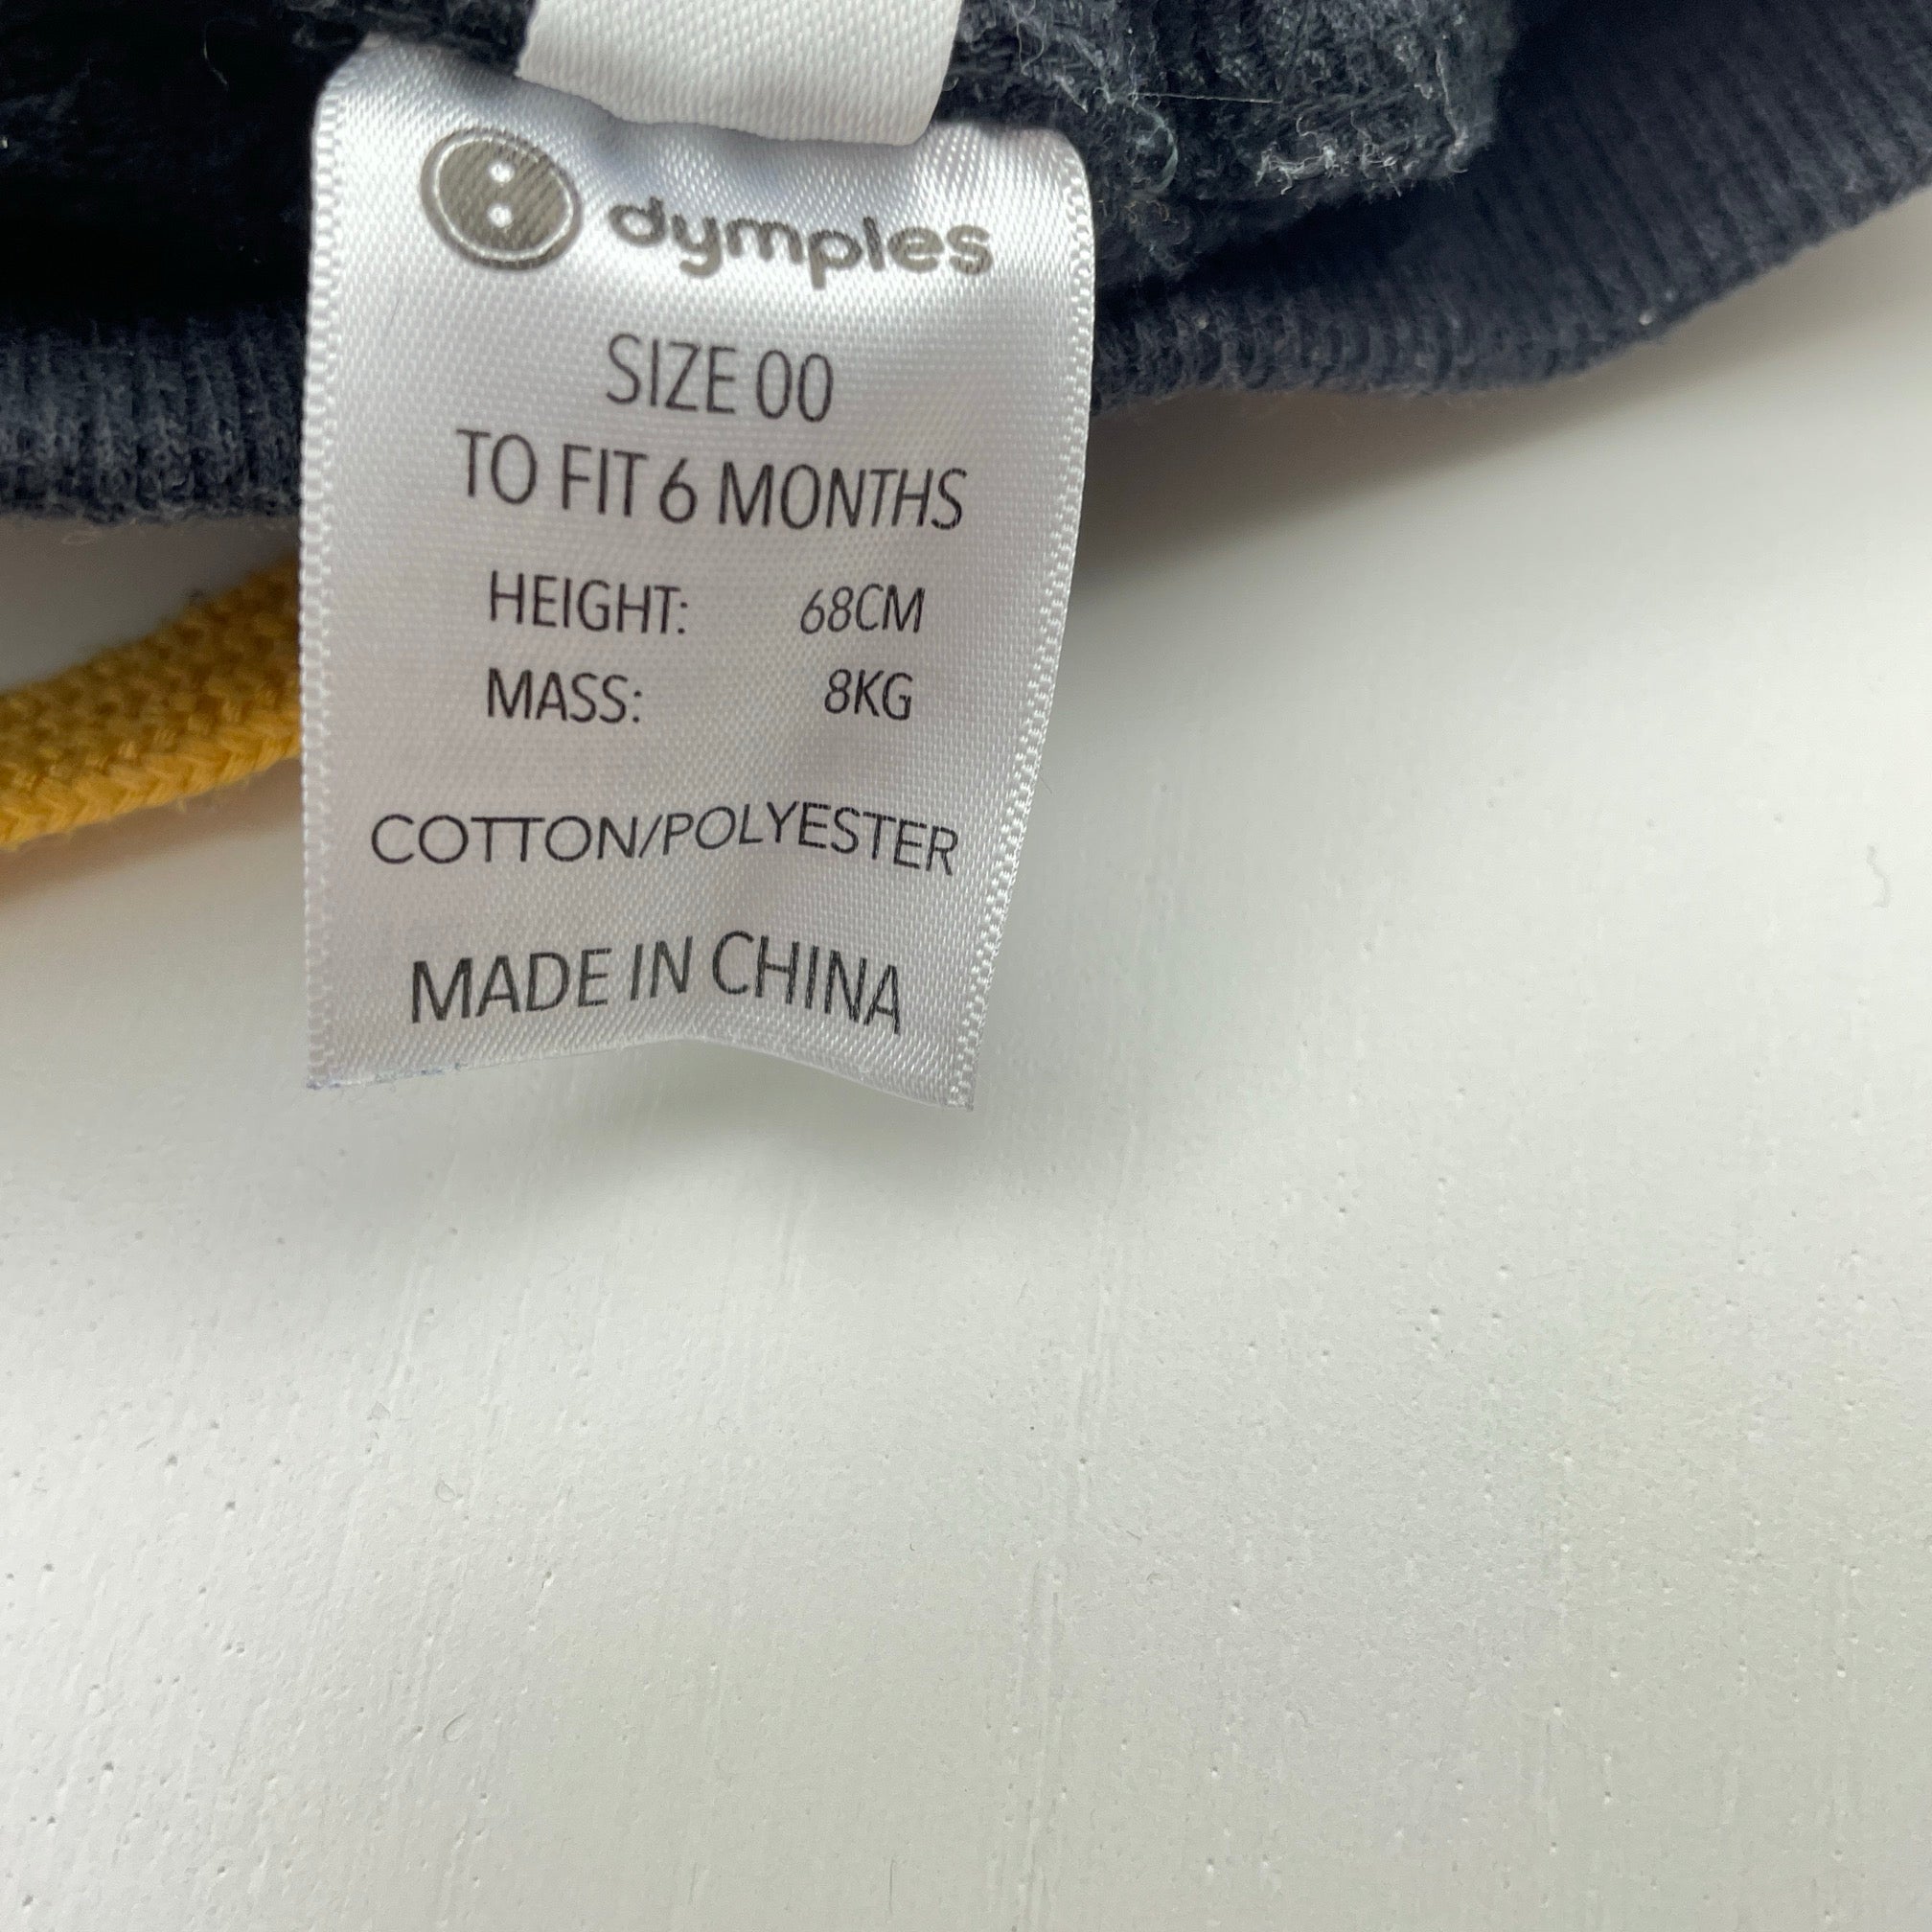 dymples
SIZE 00
TO FIT 6 MONTHS
HEIGHT: 68CM
MASS: 8KG
COTTON/POLYESTER
MADE IN CHINA